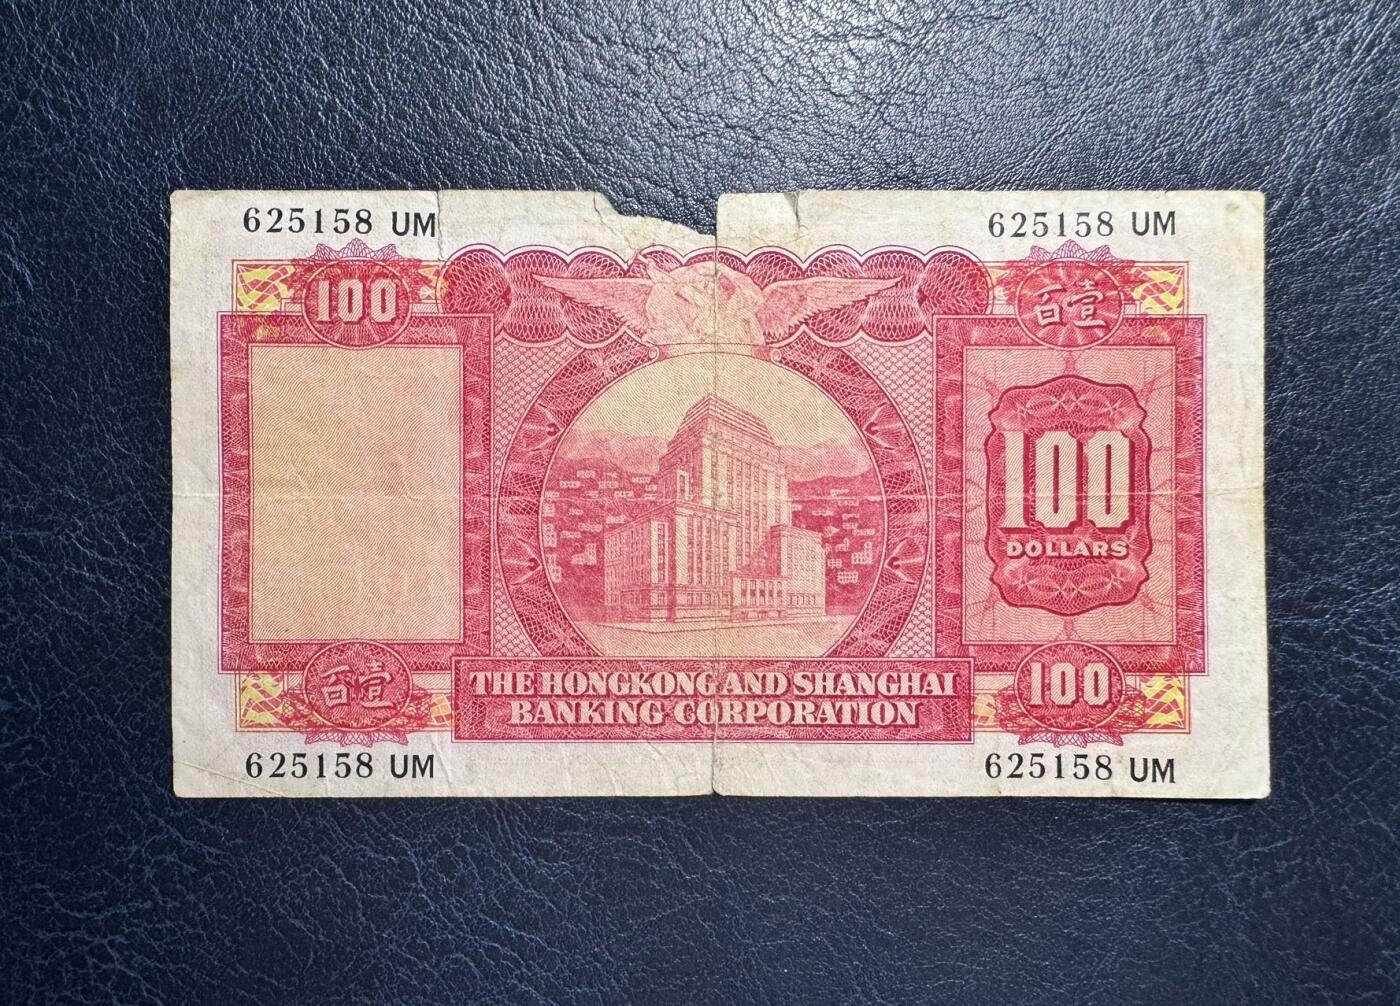 625158 UM
625158 UM
100
百壹
100
DOLLARS
百壹
100
THE HONGKONG AND SHANGHAI
BANKING CORPORATION
625158 UM
625158 UM